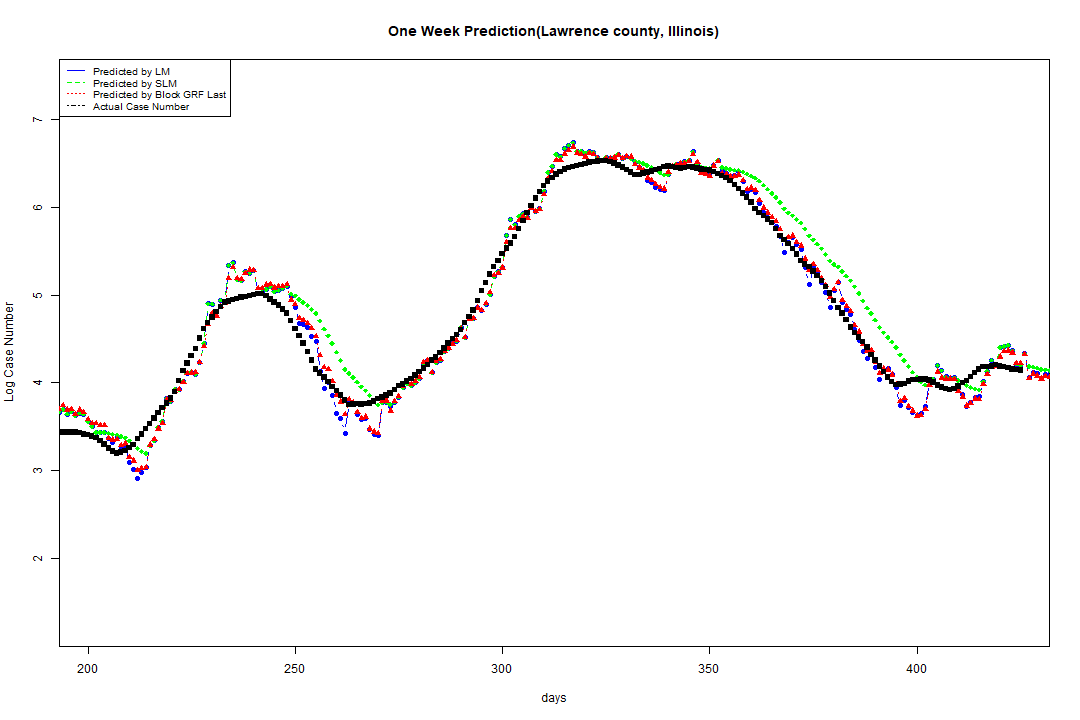 One Week Prediction(Lawrence county, Illinois)
Predicted by LM
Predicted by SLM
Predicted by Block GRF Last
Actual Case Number
7
6
5
4
3
2
Log Case Number
200 250 300 350 400
days